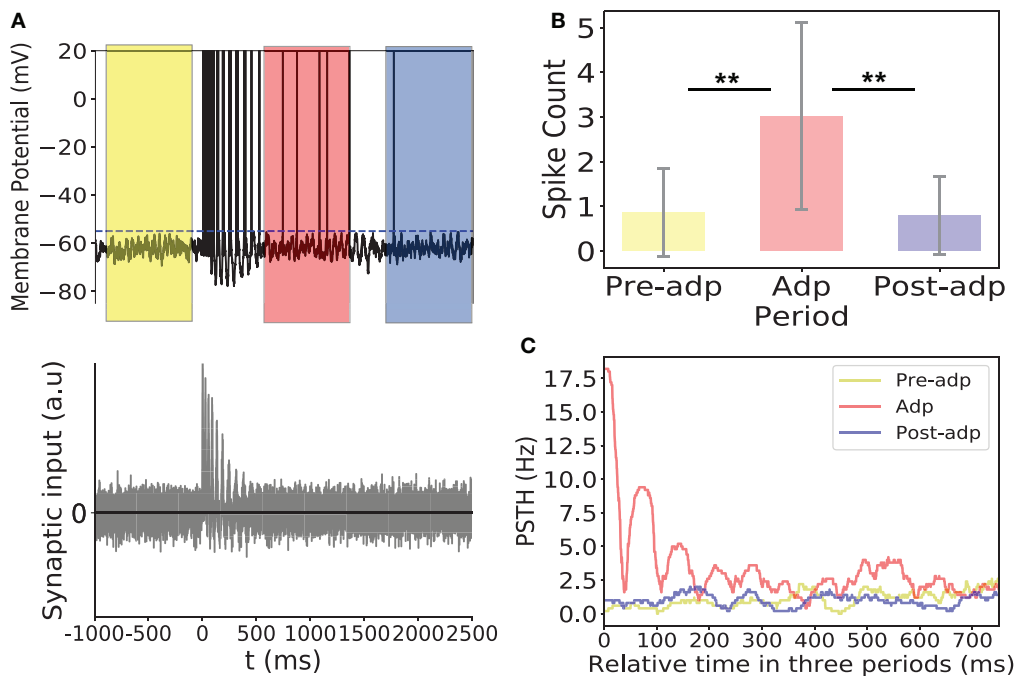 A
Membrane Potential (mV)
20
0
−20
−40
−60
−80
Synaptic input (a.u)
0
-1000 -500 0 500 1000 1500 2000 2500
t (ms)
B
Spike Count
5
4
3
2
1
0
** **
Pre-adp Adp Post-adp
Period
C
PSTH (Hz)
17.5
15.0
12.5
10.0
7.5
5.0
2.5
0.0
Pre-adp
Adp
Post-adp
0 100 200 300 400 500 600 700
Relative time in three periods (ms)